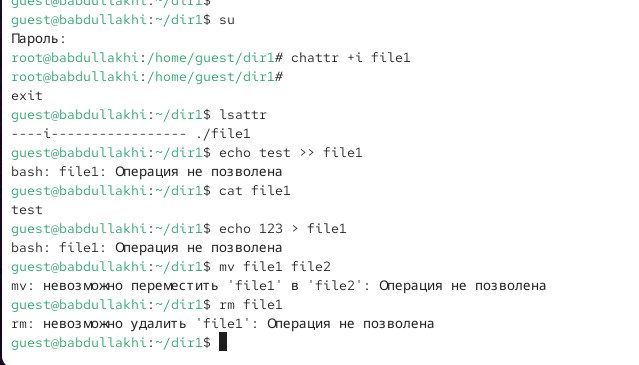 guest@babdullakhi:~/dir1$
guest@babdullakhi:~/dir1$ su
Пароль:
root@babdullakhi:/home/guest/dir1# chattr +i file1
root@babdullakhi:/home/guest/dir1#
exit
guest@babdullakhi:~/dir1$ lsattr
----i----------------- ./file1
guest@babdullakhi:~/dir1$ echo test >> file1
bash: file1: Операция не позволена
guest@babdullakhi:~/dir1$ cat file1
test
guest@babdullakhi:~/dir1$ echo 123 > file1
bash: file1: Операция не позволена
guest@babdullakhi:~/dir1$ mv file1 file2
mv: невозможно переместить 'file1' в 'file2': Операция не позволена
guest@babdullakhi:~/dir1$ rm file1
rm: невозможно удалить 'file1': Операция не позволена
guest@babdullakhi:~/dir1$